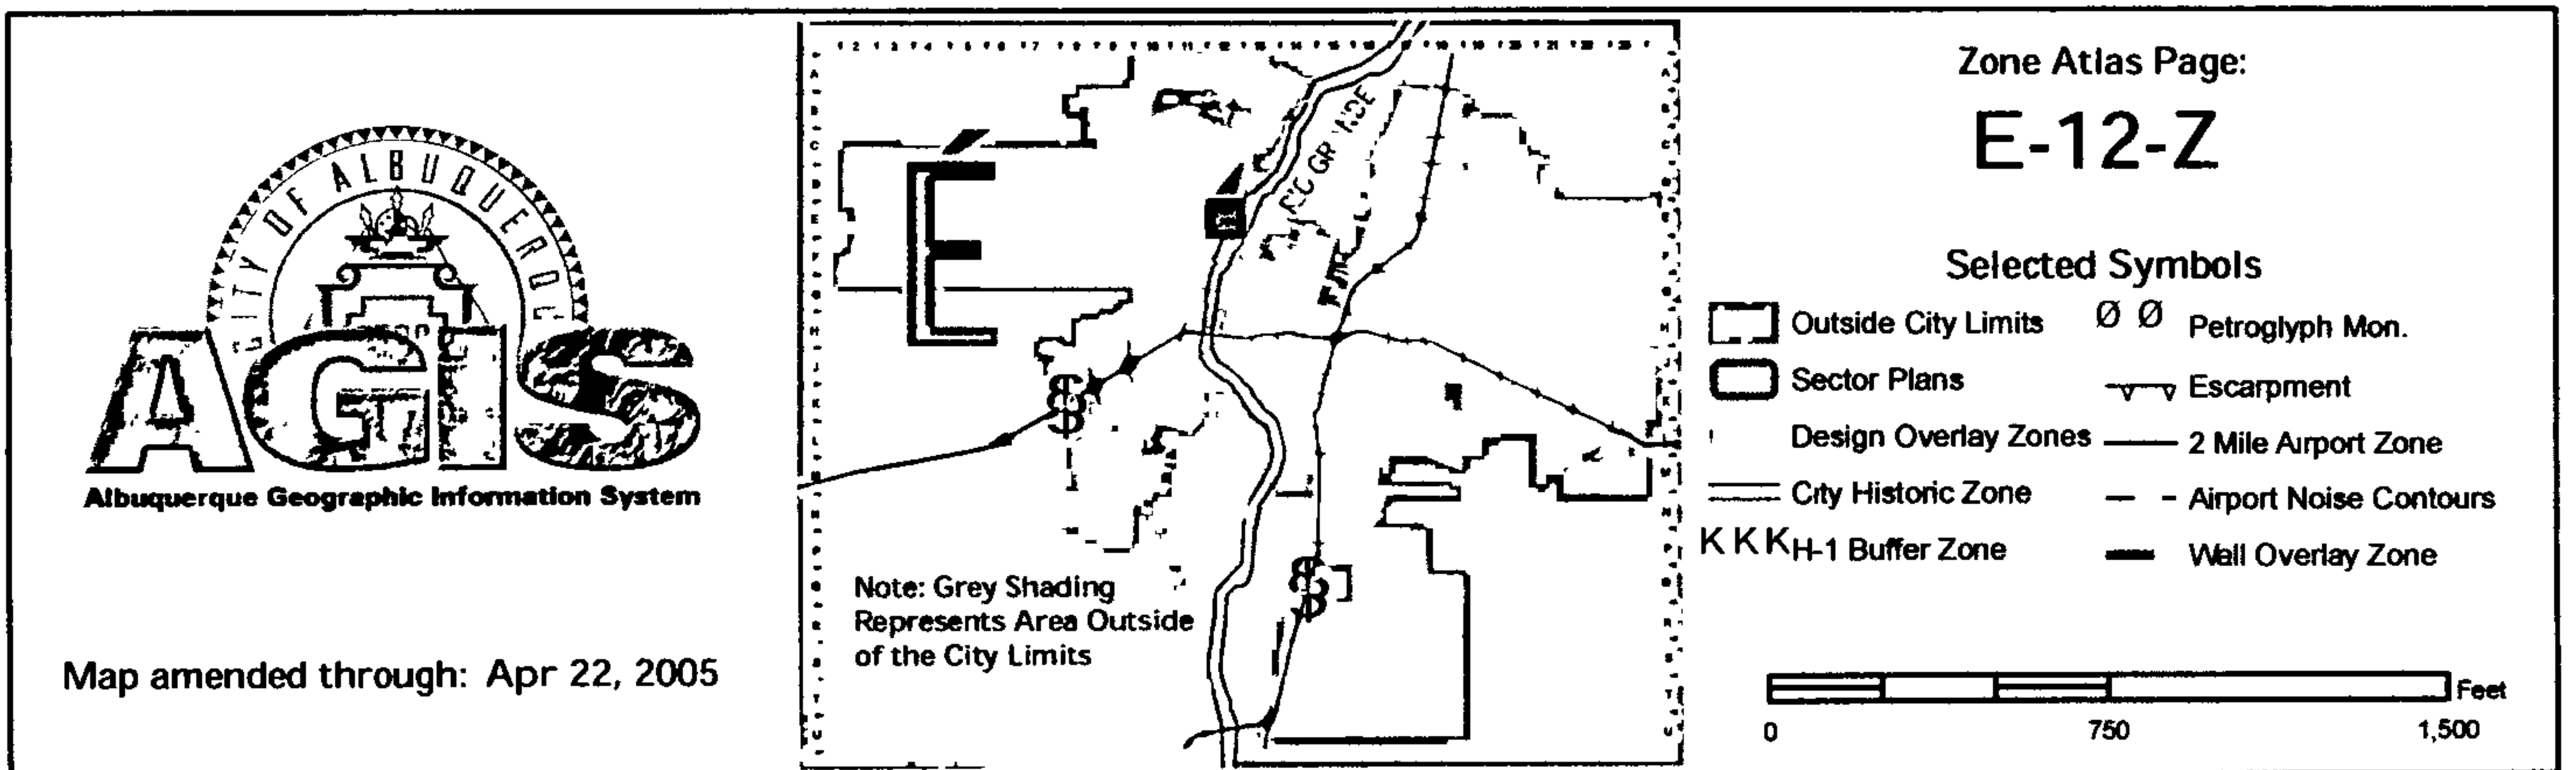 CITY OF ALBUQUERQUE
AGIS
Albuquerque Geographic Information System
Map amended through: Apr 22, 2005
GRANDE
Note: Grey Shading
Represents Area Outside
of the City Limits
Zone Atlas Page:
E-12-Z
Selected Symbols
Outside City Limits
Sector Plans
Design Overlay Zones
City Historic Zone
KKK H-1 Buffer Zone
Ø Ø Petroglyph Mon.
Escarpment
2 Mile Airport Zone
Airport Noise Contours
Wall Overlay Zone
Feet
0 750 1,500